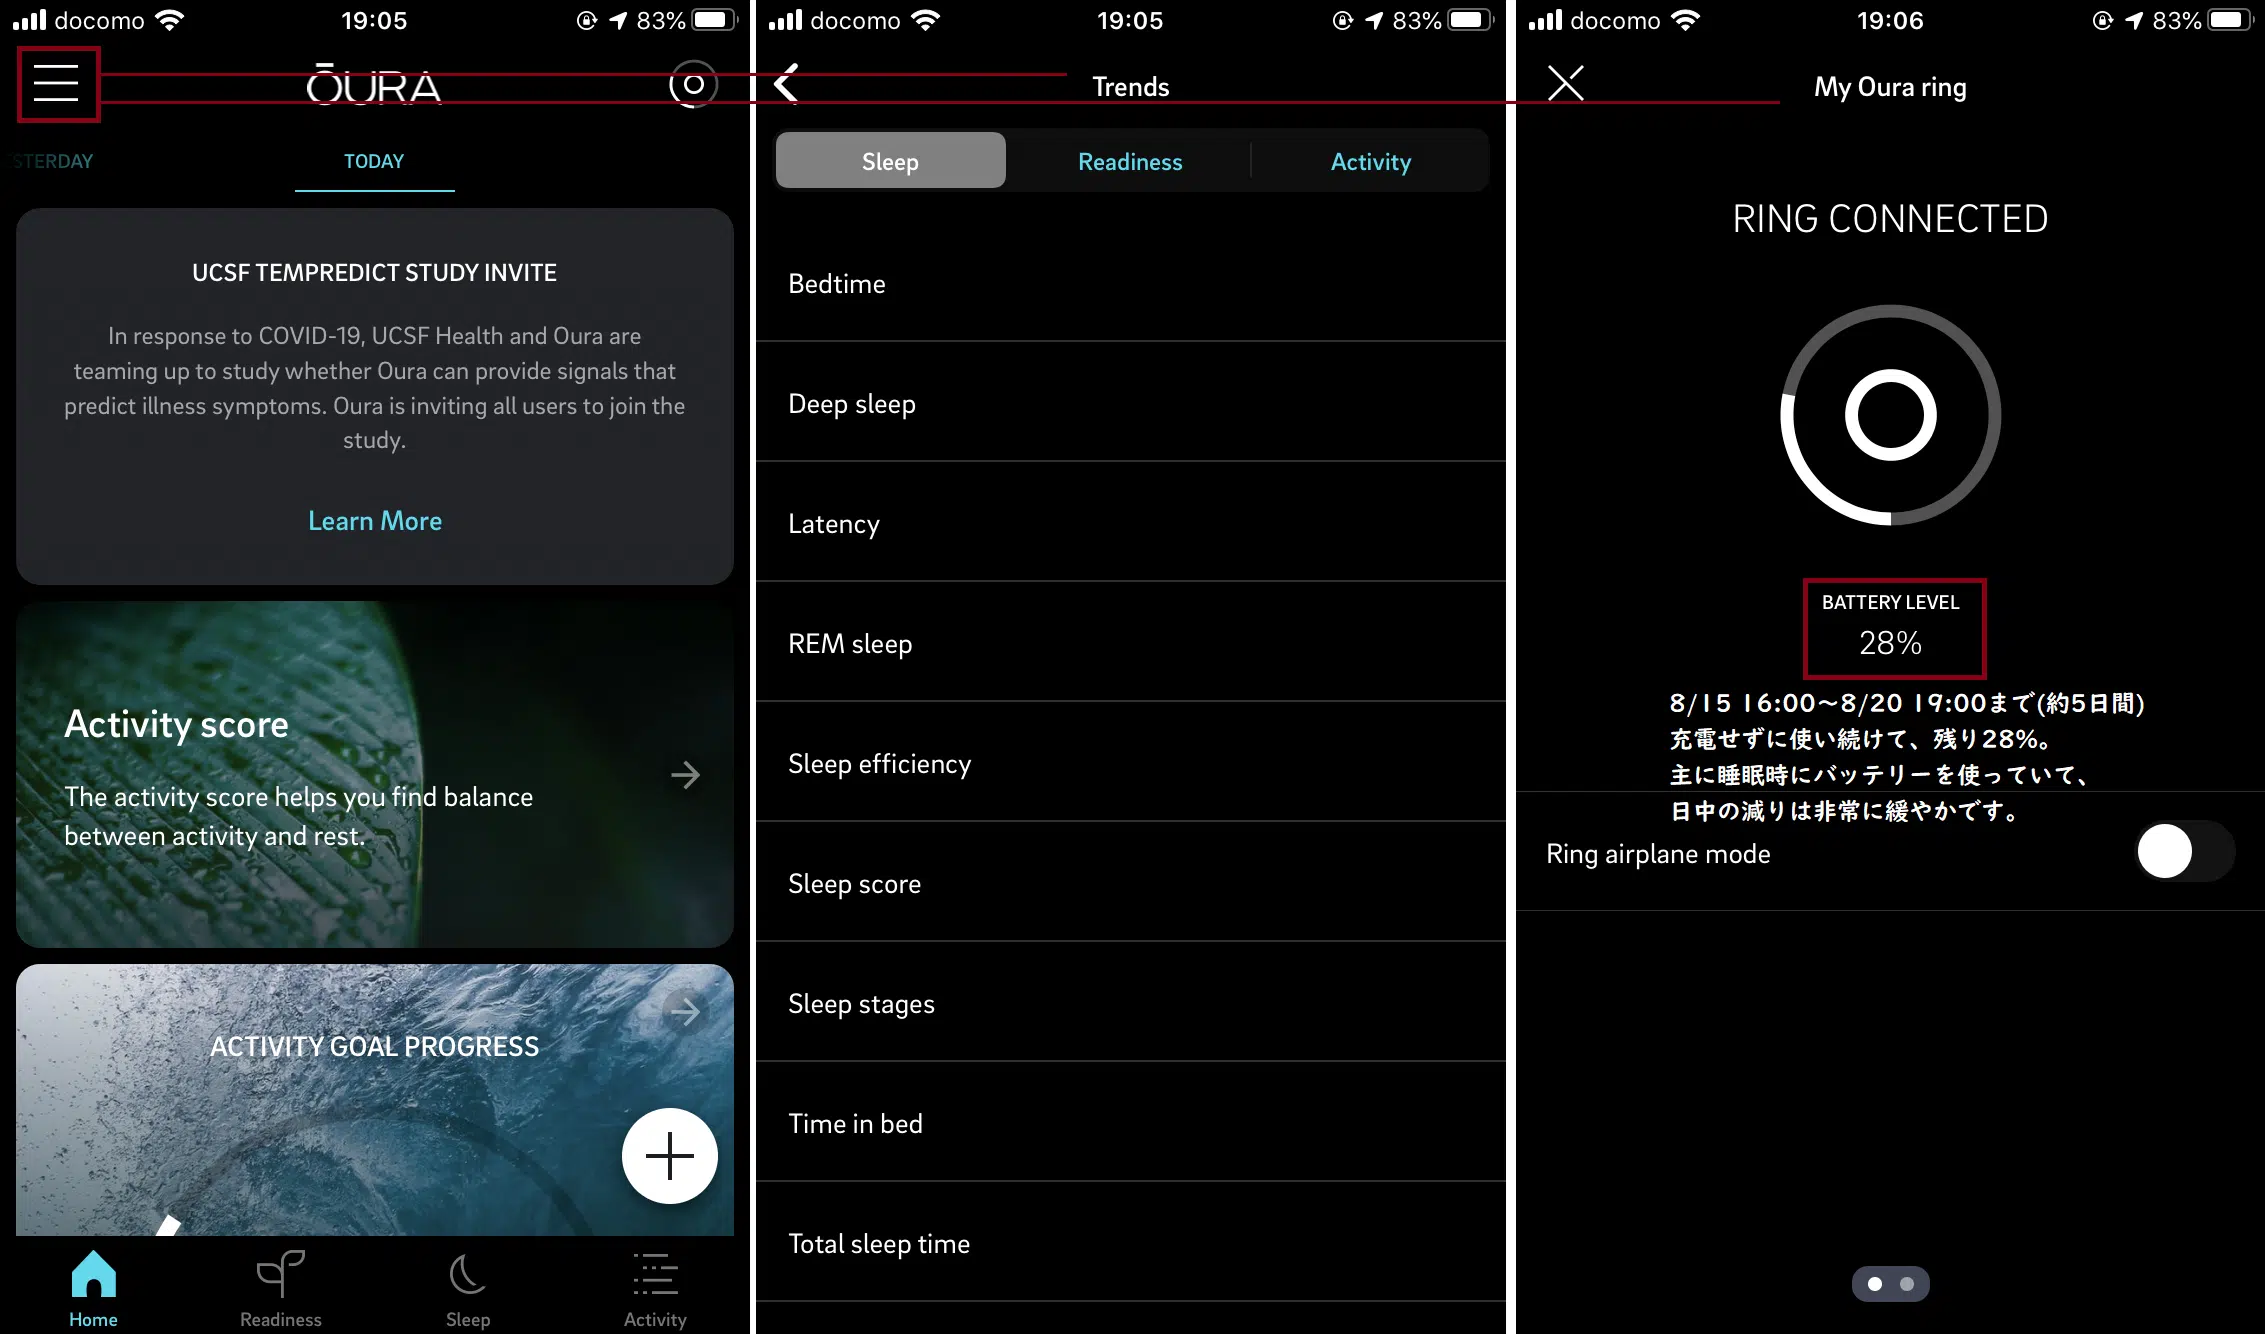 docomo 19:05 83%
ŌURA
STERDAY TODAY
UCSF TEMPREDICT STUDY INVITE
In response to COVID-19, UCSF Health and Oura are
teaming up to study whether Oura can provide signals that
predict illness symptoms. Oura is inviting all users to join the
study.
Learn More
Activity score
The activity score helps you find balance
between activity and rest.
ACTIVITY GOAL PROGRESS
Home Readiness Sleep Activity
docomo 19:05 83%
Trends
Sleep Readiness Activity
Bedtime
Deep sleep
Latency
REM sleep
Sleep efficiency
Sleep score
Sleep stages
Time in bed
Total sleep time
docomo 19:06 83%
My Oura ring
RING CONNECTED
BATTERY LEVEL
28%
8/15 16:00～8/20 19:00まで(約5日間)
充電せずに使い続けて、残り28%。
主に睡眠時にバッテリーを使っていて、
日中の減りは非常に緩やかです。
Ring airplane mode